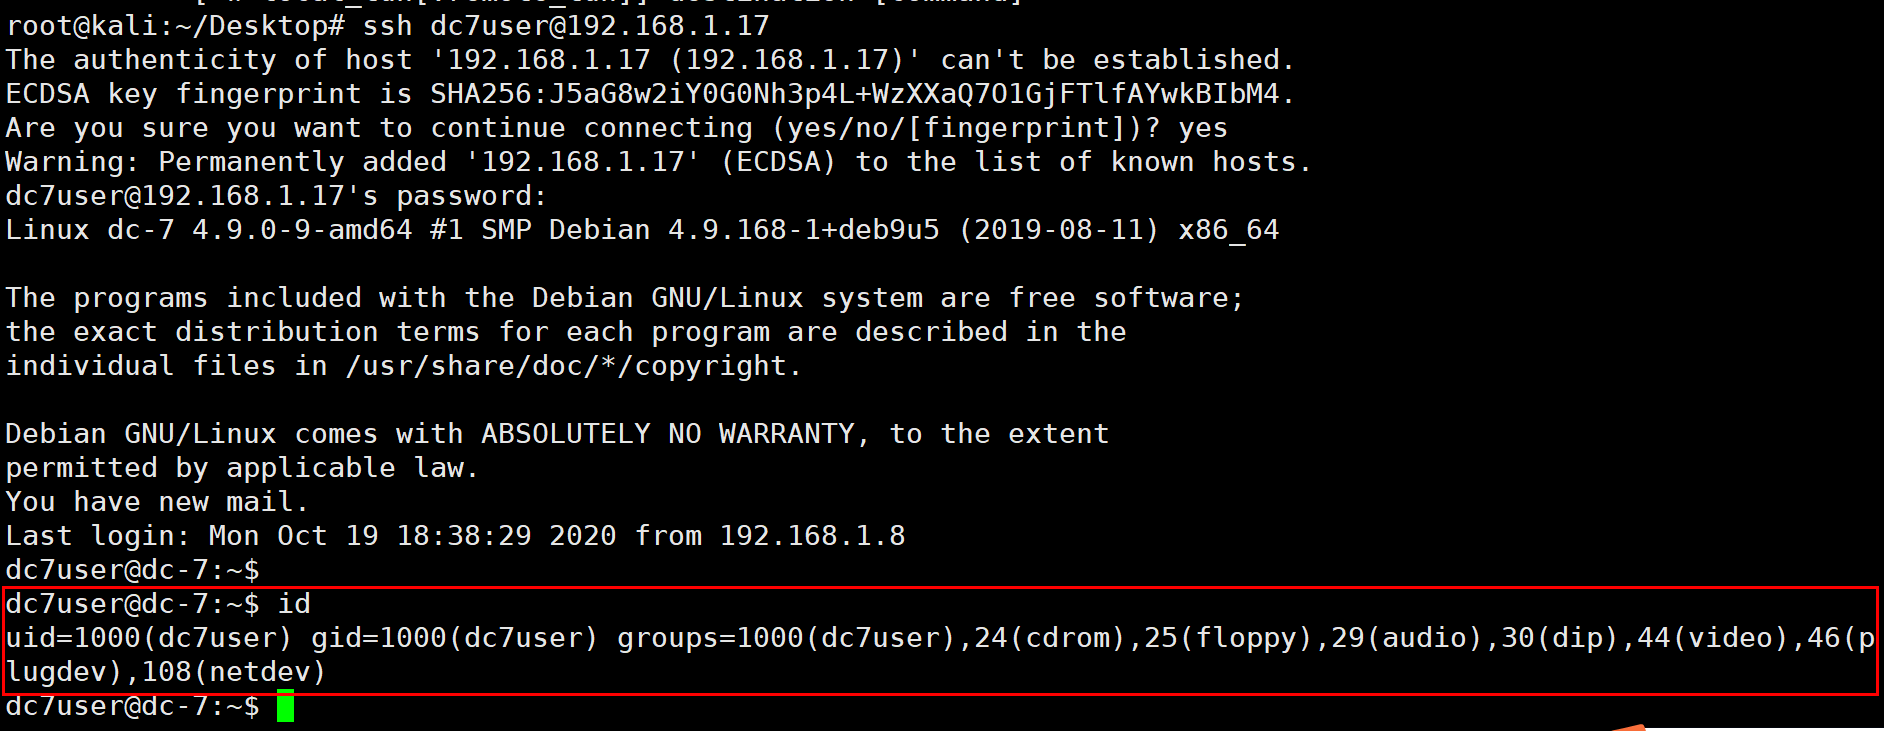 root@kali:~/Desktop# ssh dc7user@192.168.1.17
The authenticity of host '192.168.1.17 (192.168.1.17)' can't be established.
ECDSA key fingerprint is SHA256:J5aG8w2iY0G0Nh3p4L+WzXXaQ7O1GjFTlfAYwkBIbM4.
Are you sure you want to continue connecting (yes/no/[fingerprint])? yes
Warning: Permanently added '192.168.1.17' (ECDSA) to the list of known hosts.
dc7user@192.168.1.17's password:
Linux dc-7 4.9.0-9-amd64 #1 SMP Debian 4.9.168-1+deb9u5 (2019-08-11) x86_64
The programs included with the Debian GNU/Linux system are free software;
the exact distribution terms for each program are described in the
individual files in /usr/share/doc/*/copyright.
Debian GNU/Linux comes with ABSOLUTELY NO WARRANTY, to the extent
permitted by applicable law.
You have new mail.
Last login: Mon Oct 19 18:38:29 2020 from 192.168.1.8
dc7user@dc-7:~$
dc7user@dc-7:~$ id
uid=1000(dc7user) gid=1000(dc7user) groups=1000(dc7user),24(cdrom),25(floppy),29(audio),30(dip),44(video),46(p
lugdev),108(netdev)
dc7user@dc-7:~$